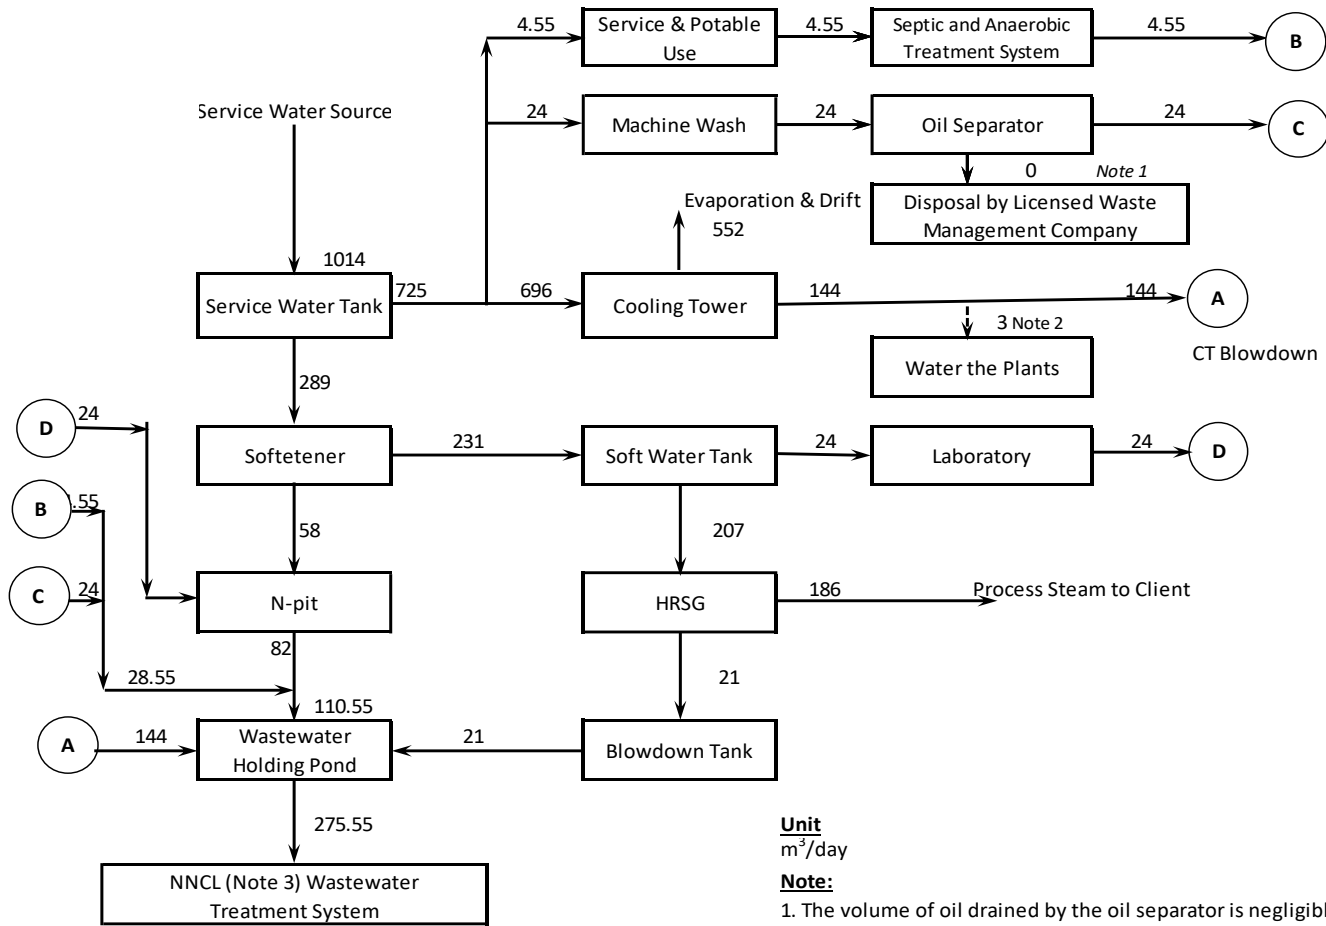 4.55
Service & Potable
Use
4.55
Septic and Anaerobic
Treatment System
4.55
B
Service Water Source
24
Machine Wash
24
Oil Separator
24
C
0
Note 1
Disposal by Licensed Waste
Management Company
Evaporation & Drift
552
1014
Service Water Tank
725
696
Cooling Tower
144
144
A
3 Note 2
CT Blowdown
Water the Plants
289
D
24
Softetener
231
Soft Water Tank
24
Laboratory
24
D
B
.55
58
207
C
24
N-pit
HRSG
186
Process Steam to Client
82
28.55
21
110.55
A
144
Wastewater
Holding Pond
21
Blowdown Tank
275.55
NNCL (Note 3) Wastewater
Treatment System
Unit
m³/day
Note:
1. The volume of oil drained by the oil separator is negligibl